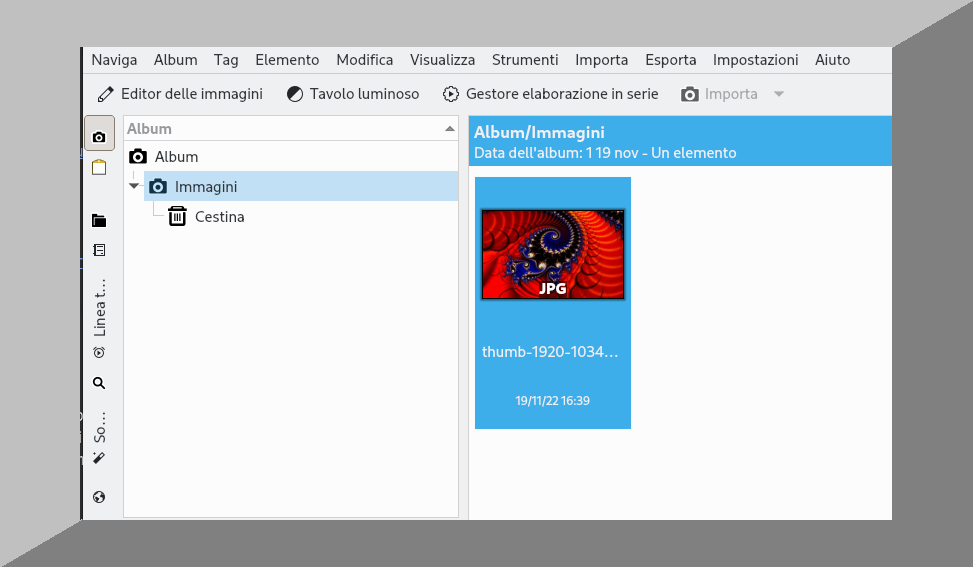 Naviga Album Tag Elemento Modifica Visualizza Strumenti Importa Esporta Impostazioni Aiuto
Editor delle immagini Tavolo luminoso Gestore elaborazione in serie Importa
Album
Album
Immagini
Cestina
Linea t...
So...
Album/Immagini
Data dell'album: 1 19 nov - Un elemento
JPG
thumb-1920-1034...
19/11/22 16:39